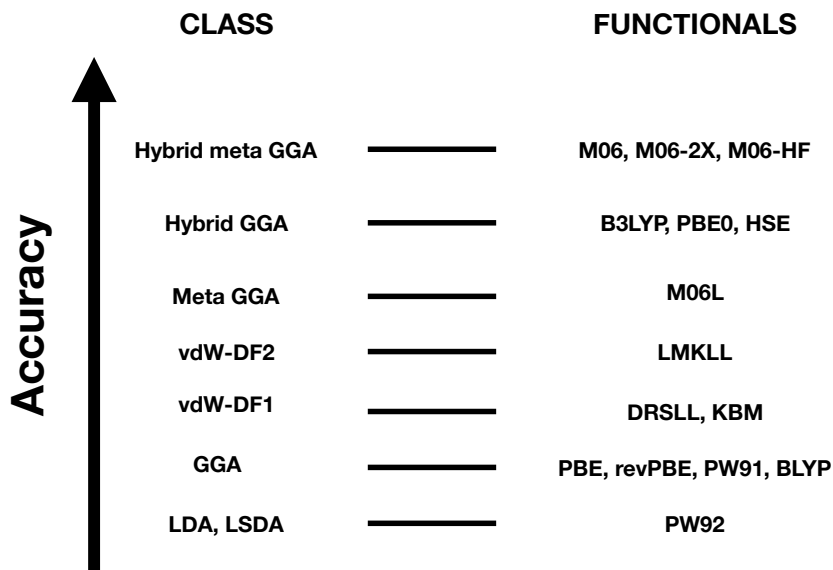 CLASS FUNCTIONALS
Accuracy
Hybrid meta GGA M06, M06-2X, M06-HF
Hybrid GGA B3LYP, PBE0, HSE
Meta GGA M06L
vdW-DF2 LMKLL
vdW-DF1 DRSLL, KBM
GGA PBE, revPBE, PW91, BLYP
LDA, LSDA PW92